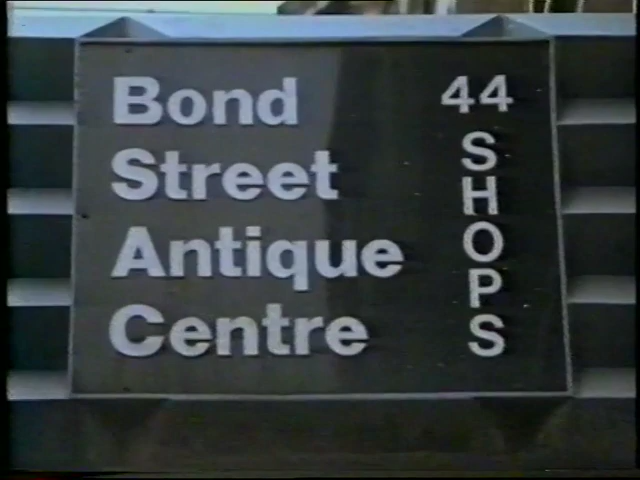 Bond
Street
Antique
Centre
44
SHOPS